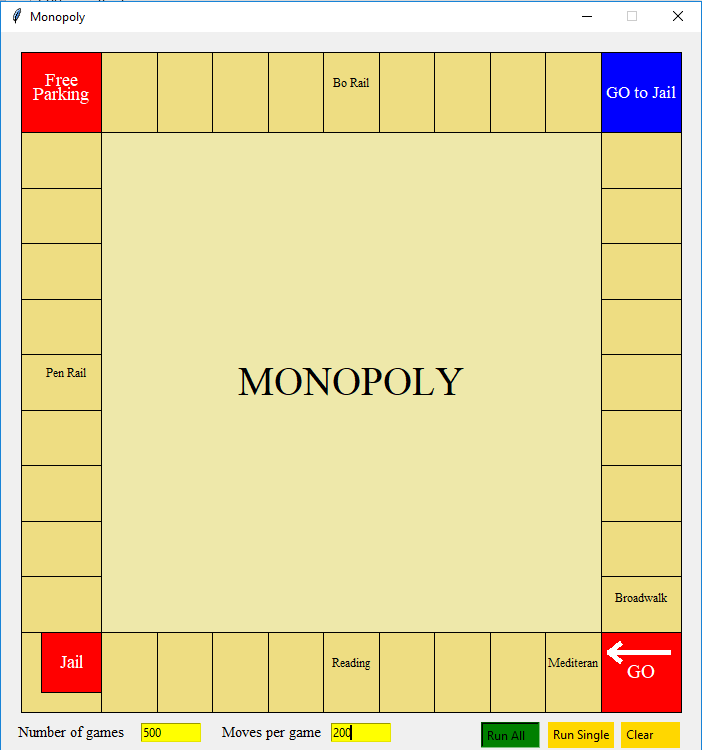 Monopoly
Free
Parking
Bo Rail
GO to Jail
Pen Rail
MONOPOLY
Broadwalk
Jail
Reading
Mediteran
GO
Number of games
500
Moves per game
200
Run All
Run Single
Clear